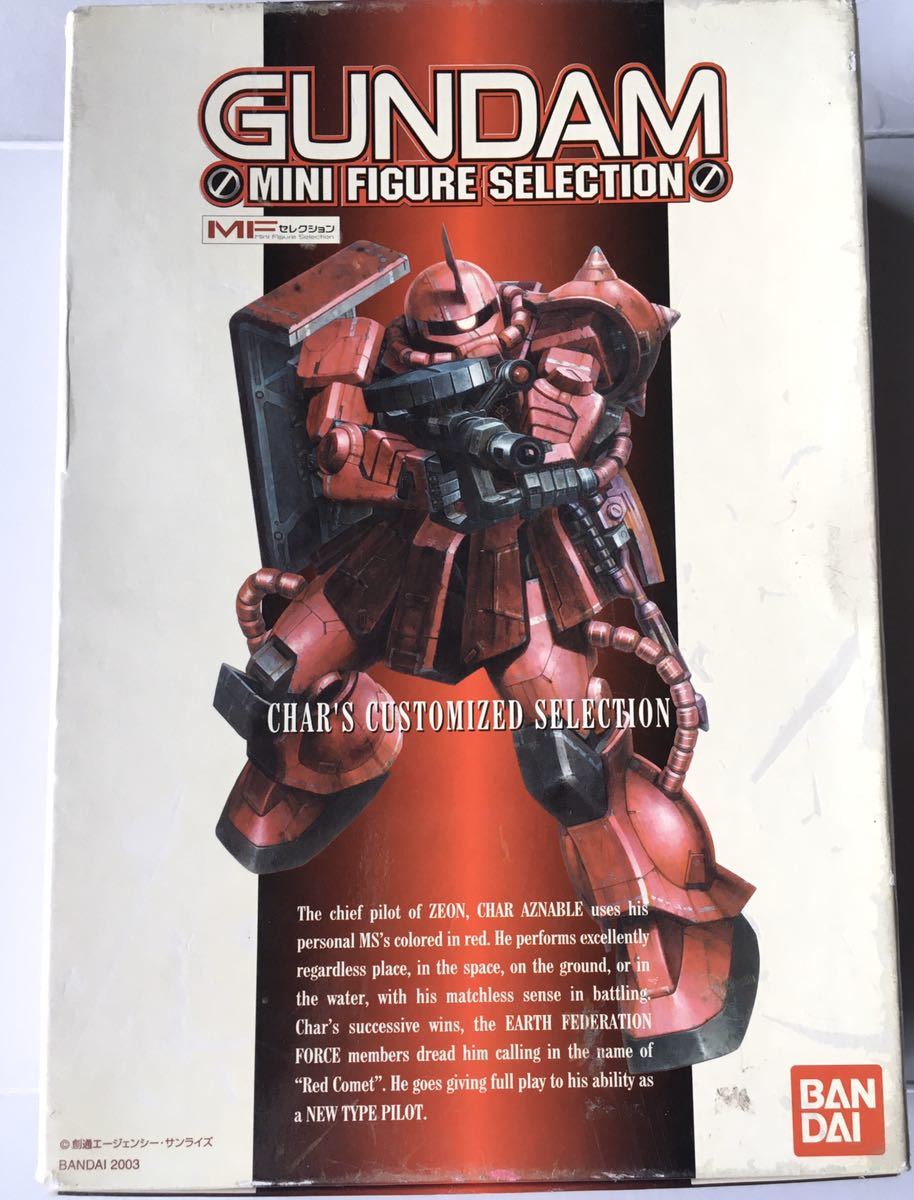 GUNDAM
MINI FIGURE SELECTION
MF セレクション
Mini Figure Selection
CHAR'S CUSTOMIZED SELECTION
The chief pilot of ZEON, CHAR AZNABLE uses his
personal MS's colored in red. He performs excellently
regardless place, in the space, on the ground, or in
the water, with his matchless sense in battling.
Char's successive wins, the EARTH FEDERATION
FORCE members dread him calling in the name of
“Red Comet”. He goes giving full play to his ability as
a NEW TYPE PILOT.
BAN
DAI
© 創通エージェンシー・サンライズ
BANDAI 2003